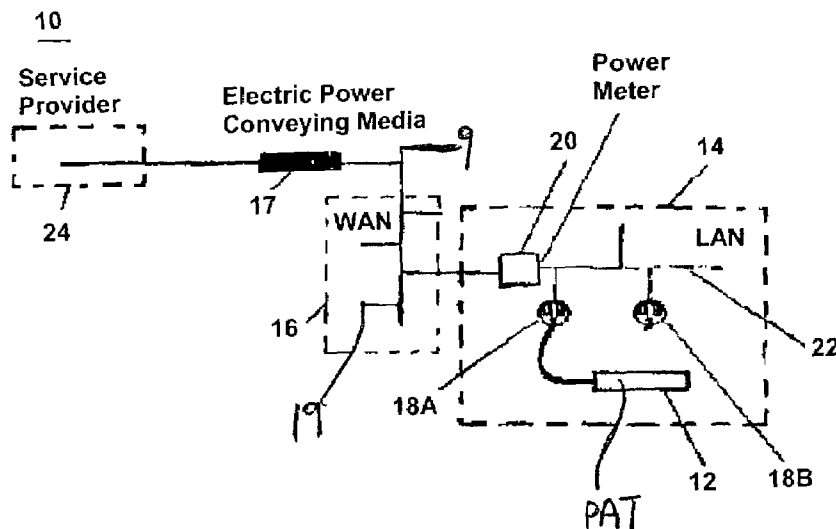 10
Service
Provider
Electric Power
Conveying Media
Power
Meter
9
20
14
24
17
WAN
LAN
16
22
19
18A
12
18B
PAT